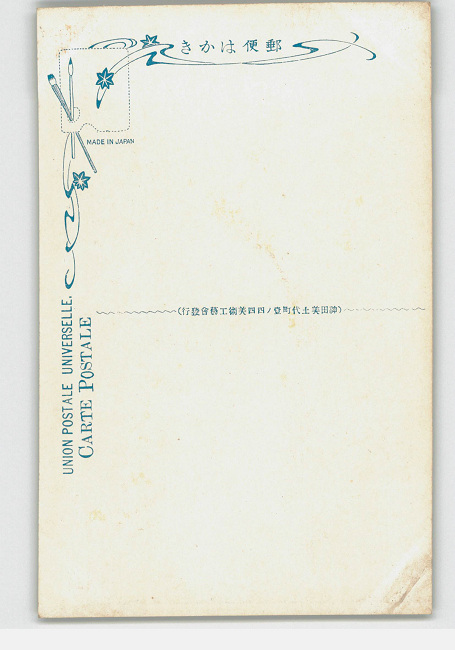 郵便はかき
MADE IN JAPAN
(神田美土代町壹ノ四四美術工藝會發行)
UNION POSTALE UNIVERSELLE.
CARTE POSTALE